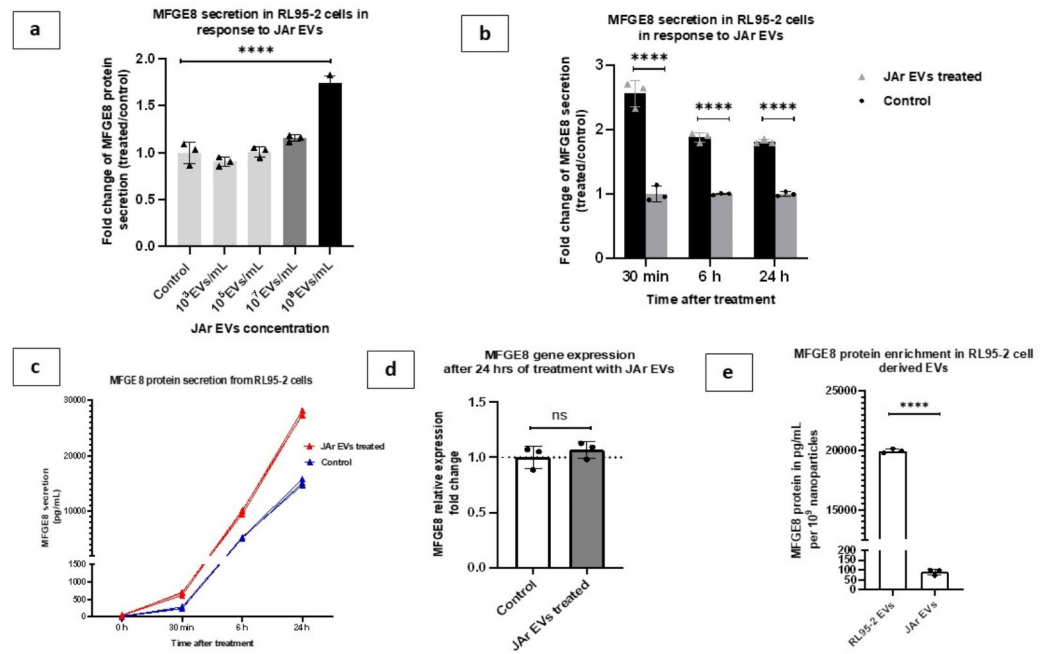 a
MFGE8 secretion in RL95-2 cells in
response to JAr EVs
****
Fold change of MFGE8 protein
secretion (treated/control)
2.0
1.5
1.0
0.5
0.0
Control
10³EVs/mL
10⁵EVs/mL
10⁷EVs/mL
10⁹EVs/mL
JAr EVs concentration
b
MFGE8 secretion in RL95-2 cells
in response to JAr EVs
Fold change of MFGE8 secretion
(treated/control)
3
2
1
0
****
****
****
30 min
6 h
24 h
Time after treatment
JAr EVs treated
Control
c
MFGE8 protein secretion from RL95-2 cells
MFGE8 secretion
(pg/mL)
30000
20000
10000
1500
1000
500
0
0 h
30 min
6 h
24 h
Time after treatment
JAr EVs treated
Control
d
MFGE8 gene expression
after 24 hrs of treatment with JAr EVs
MFGE8 relative expression
fold change
1.5
1.0
0.5
0.0
ns
Control
JAr EVs treated
e
MFGE8 protein enrichment in RL95-2 cell
derived EVs
MFGE8 protein in pg/mL
per 10⁹ nanoparticles
25000
20000
15000
200
150
100
50
0
****
RL95-2 EVs
JAr EVs